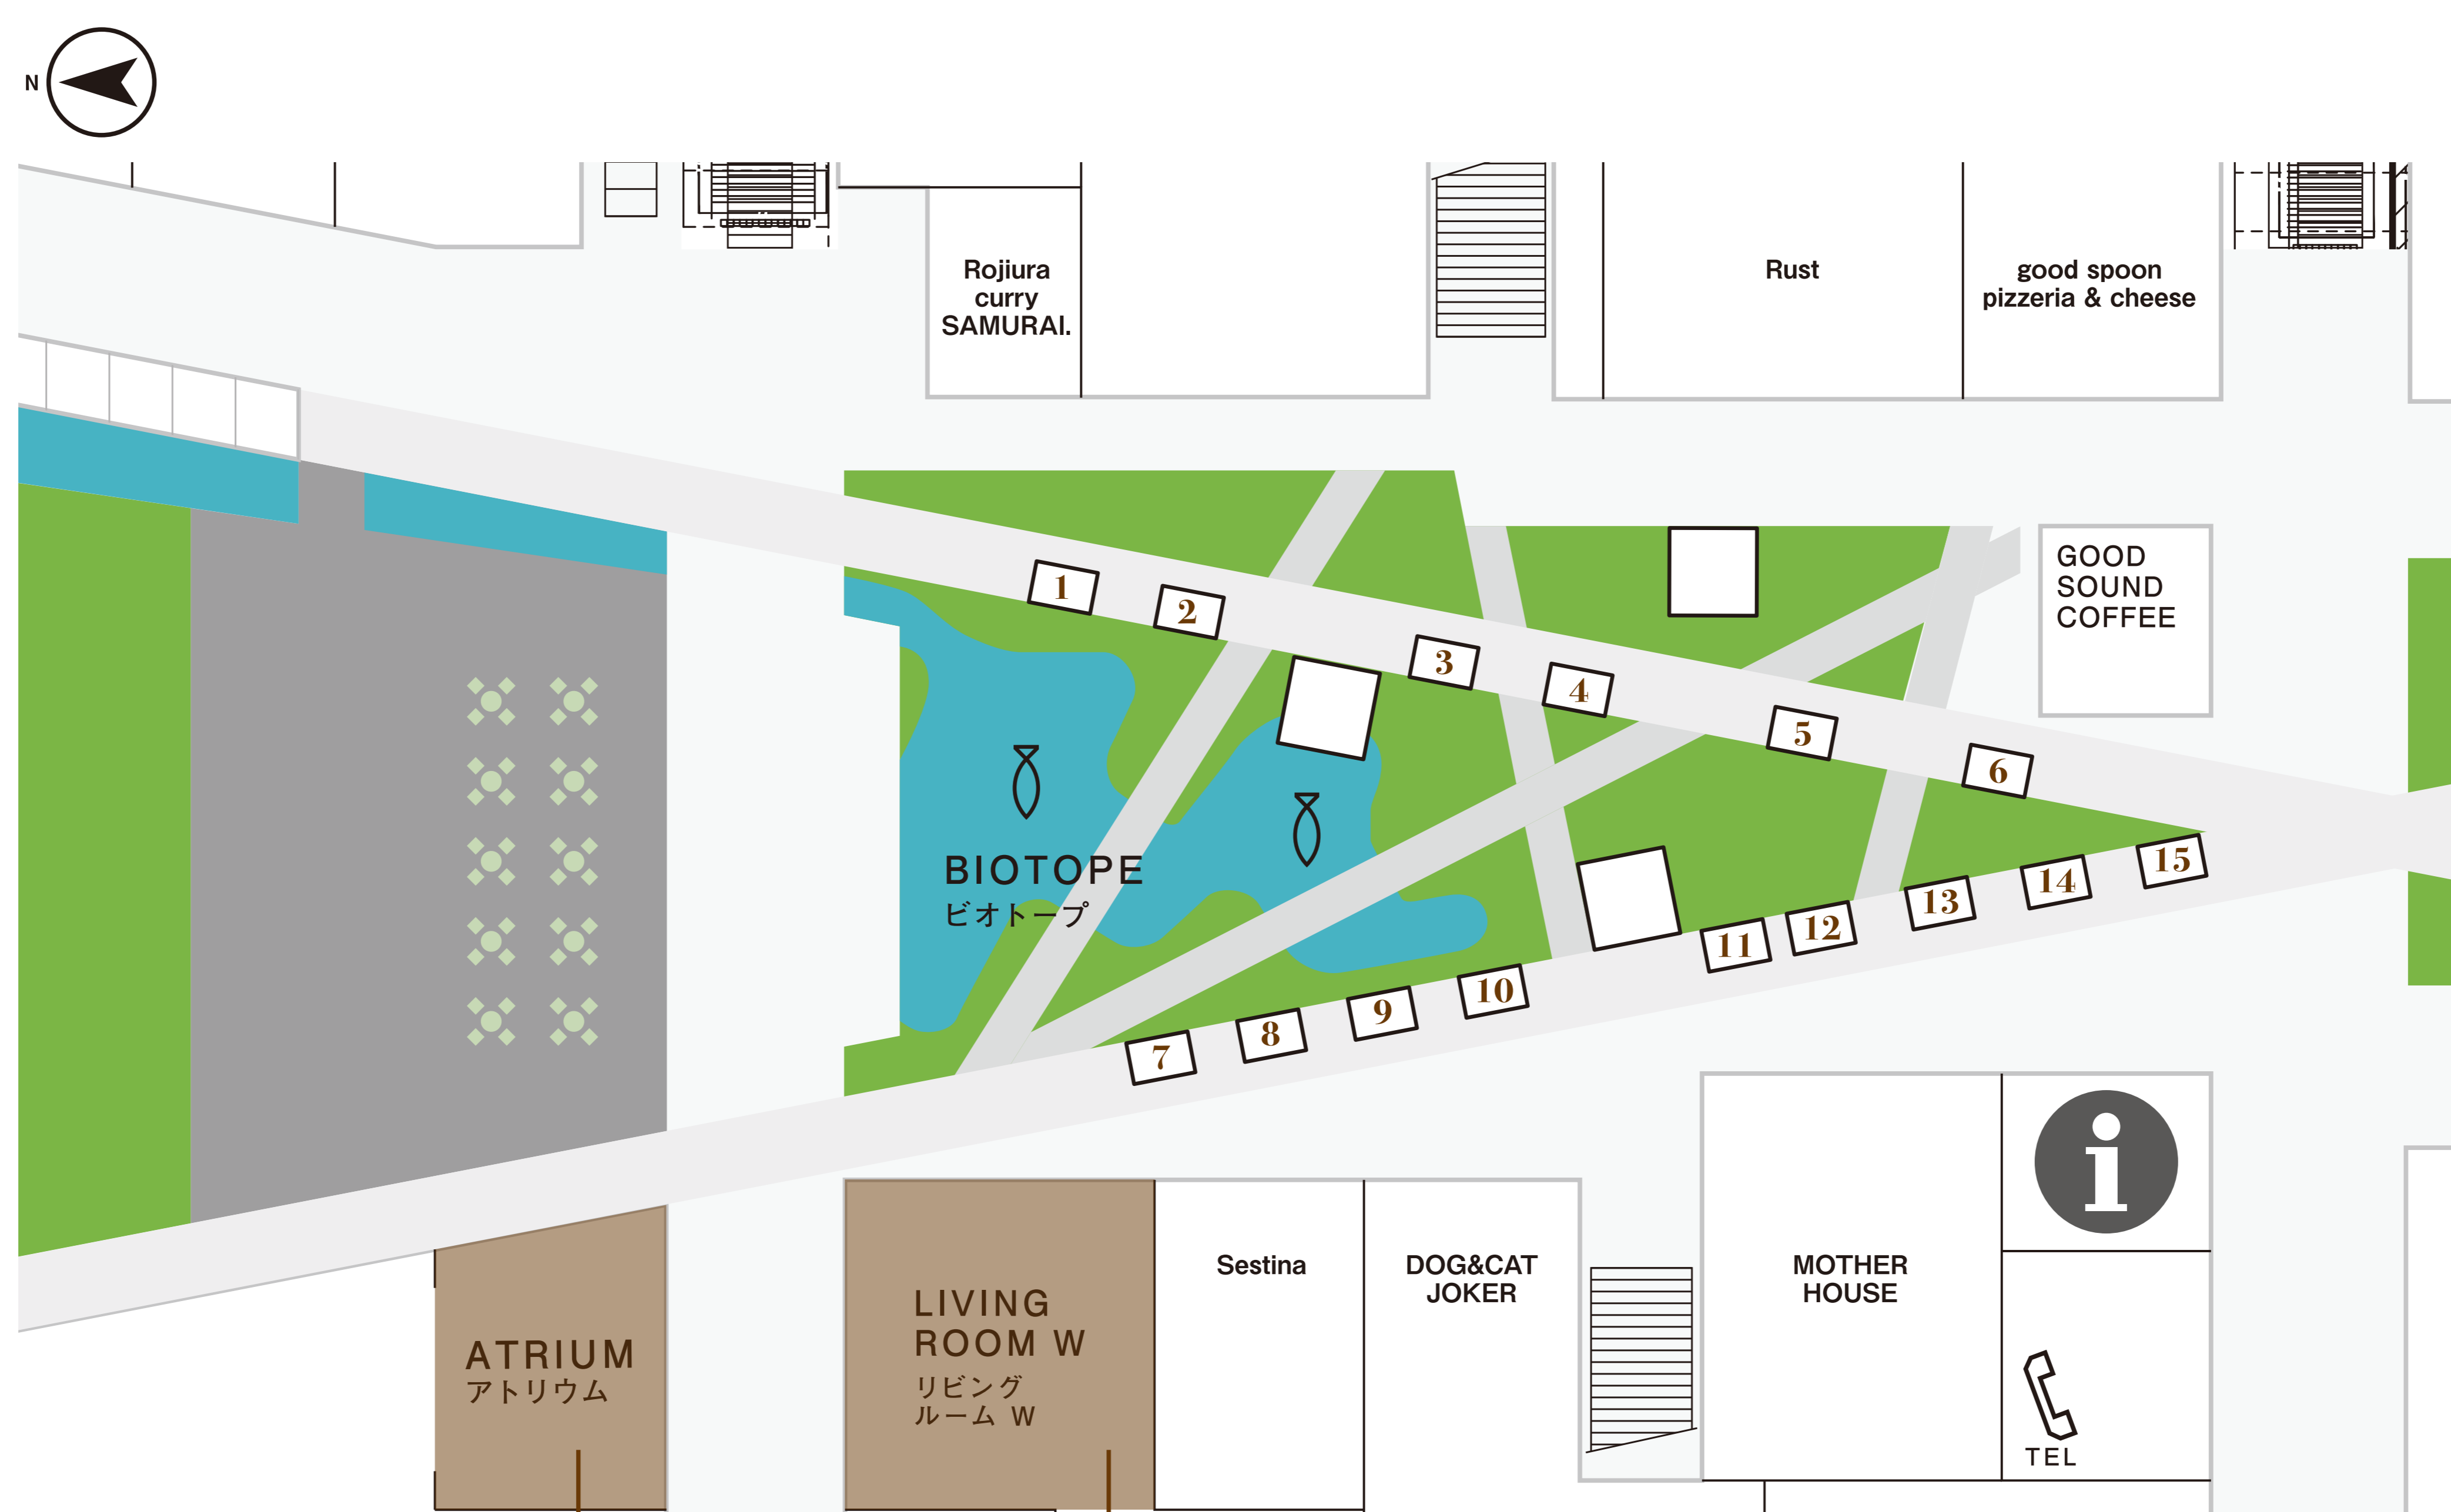 N
Rojiura
curry
SAMURAI.
Rust
good spoon
pizzeria & cheese
GOOD
SOUND
COFFEE
1
2
3
4
5
6
BIOTOPE
ビオトープ
7
8
9
10
11
12
13
14
15
i
ATRIUM
アトリウム
LIVING
ROOM W
リビング
ルーム W
Sestina
DOG&CAT
JOKER
MOTHER
HOUSE
TEL